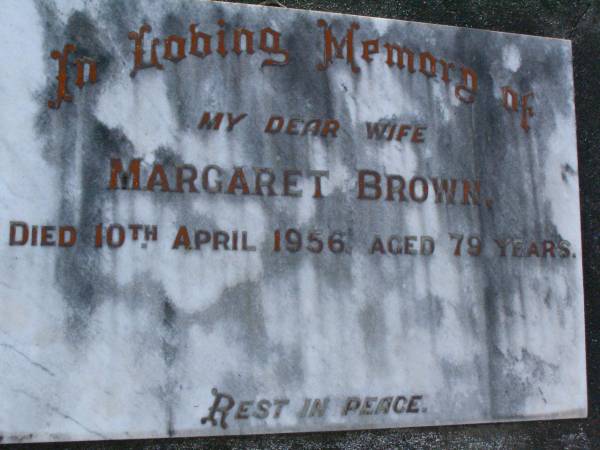 In Loving Memory of
MY DEAR WIFE
MARGARET BROWN.
DIED 10TH. APRIL 1956. AGED 79 YEARS.
REST IN PEACE.